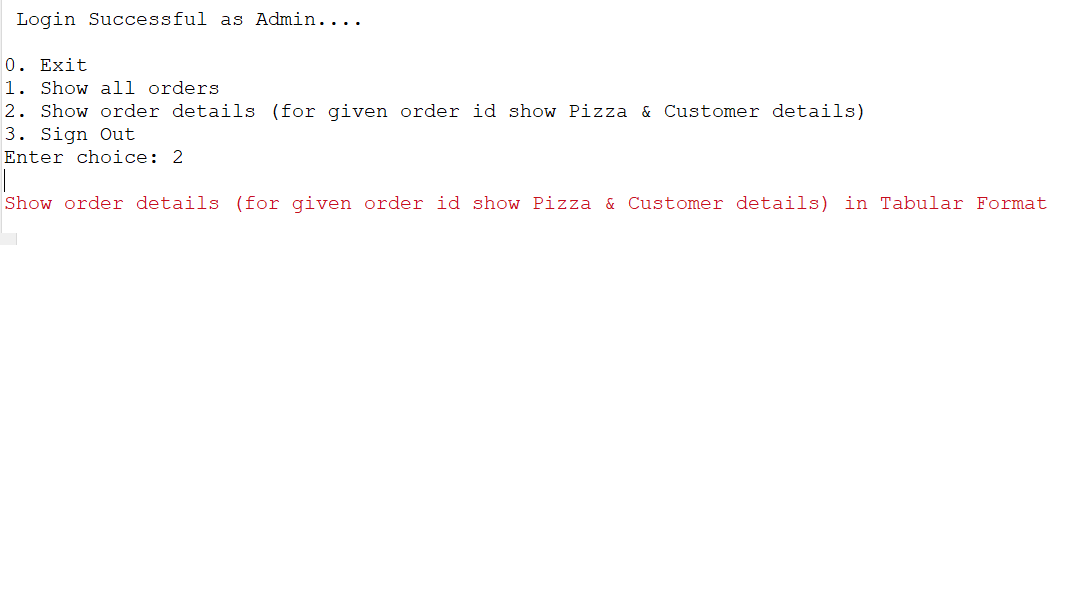 Login Successful as Admin....
0. Exit
1. Show all orders
2. Show order details (for given order id show Pizza & Customer details)
3. Sign Out
Enter choice: 2
Show order details (for given order id show Pizza & Customer details) in Tabular Format